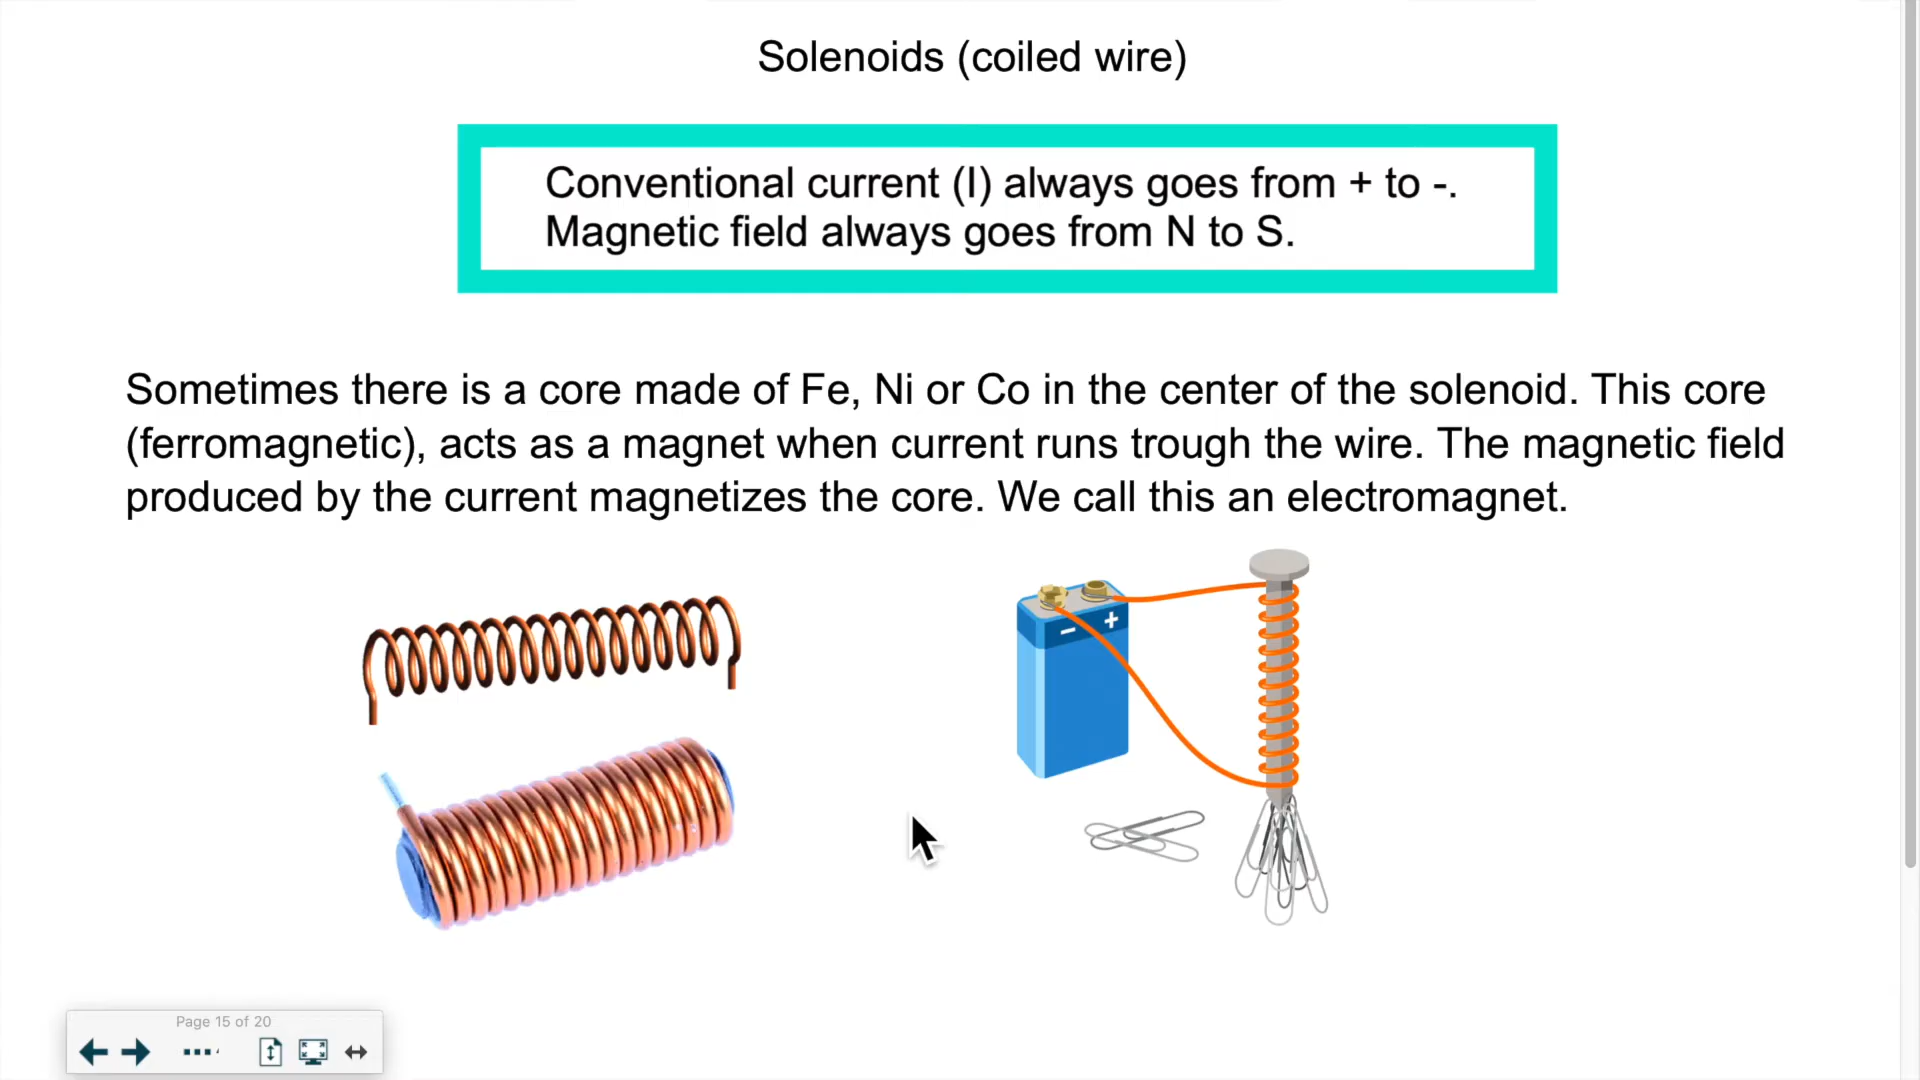 Solenoids (coiled wire)
Conventional current (I) always goes from + to -.
Magnetic field always goes from N to S.
Sometimes there is a core made of Fe, Ni or Co in the center of the solenoid. This core
(ferromagnetic), acts as a magnet when current runs trough the wire. The magnetic field
produced by the current magnetizes the core. We call this an electromagnet.
− +
Page 15 of 20